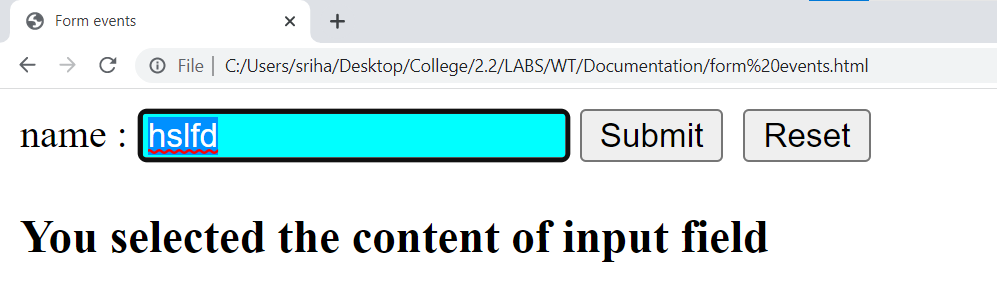 Form events
File | C:/Users/sriha/Desktop/College/2.2/LABS/WT/Documentation/form%20events.html
name : hslfd Submit Reset
You selected the content of input field